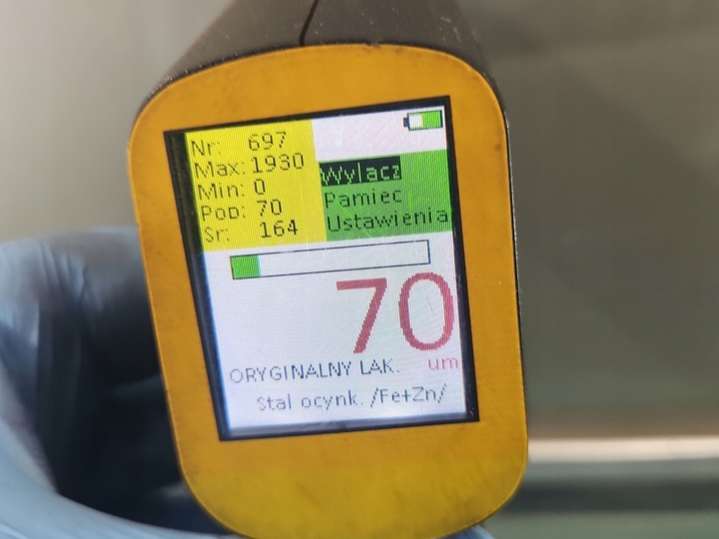 Nr: 697
Max: 1930
Min: 0
Pop: 70
Sr: 164
Wylacz
Pamiec
Ustawienia
70
um
ORYGINALNY LAK.
Stal ocynk. /Fe+Zn/